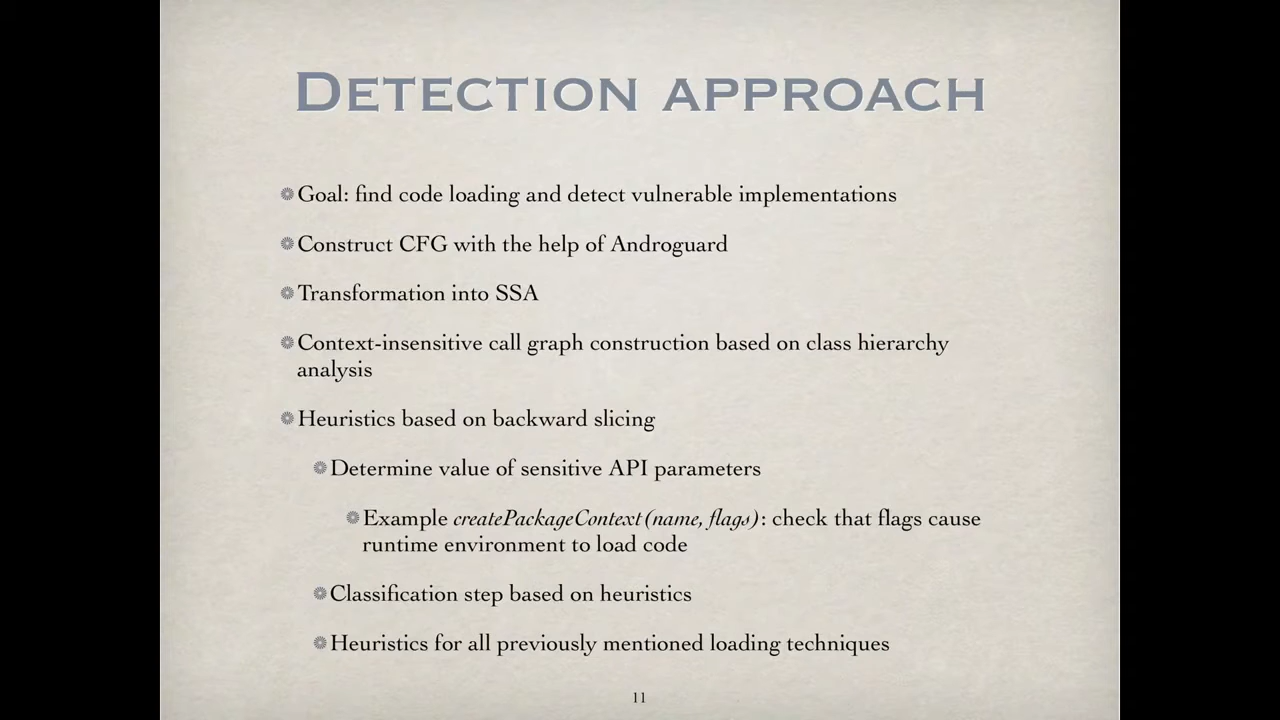 DETECTION APPROACH
Goal: find code loading and detect vulnerable implementations
Construct CFG with the help of Androguard
Transformation into SSA
Context-insensitive call graph construction based on class hierarchy
analysis
Heuristics based on backward slicing
Determine value of sensitive API parameters
Example createPackageContext(name, flags): check that flags cause
runtime environment to load code
Classification step based on heuristics
Heuristics for all previously mentioned loading techniques
11